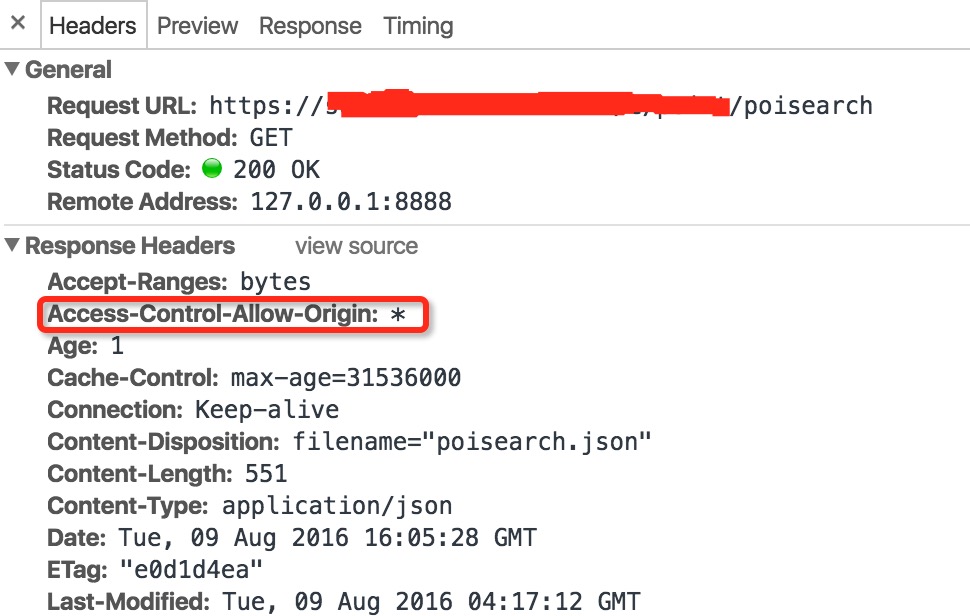 × Headers Preview Response Timing
▼ General
Request URL: https:// /poisearch
Request Method: GET
Status Code: 200 OK
Remote Address: 127.0.0.1:8888
▼ Response Headers view source
Accept-Ranges: bytes
Access-Control-Allow-Origin: *
Age: 1
Cache-Control: max-age=31536000
Connection: Keep-alive
Content-Disposition: filename="poisearch.json"
Content-Length: 551
Content-Type: application/json
Date: Tue, 09 Aug 2016 16:05:28 GMT
ETag: "e0d1d4ea"
Last-Modified: Tue, 09 Aug 2016 04:17:12 GMT